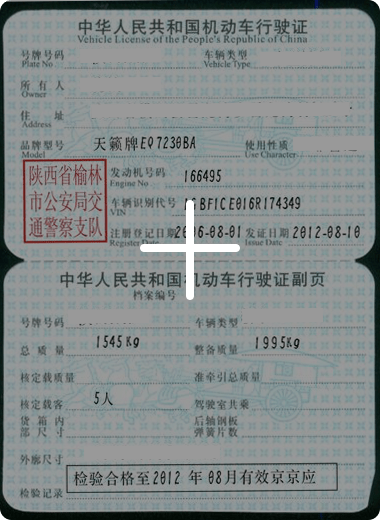 中华人民共和国机动车行驶证
Vehicle License of the People's Republic of China
号牌号码 车辆类型
Plate No Vehicle Type
所有人
Owner
住址
Address
品牌型号 天籁牌EQ7230BA 使用性质
Model Use Character
陕西省榆林
市公安局交
通警察支队
发动机号码 166495
Engine No
车辆识别代号 GBF1CE016R174349
VIN
注册登记日期 2006-08-01 发证日期 2012-08-10
Register Date Issue Date
中华人民共和国机动车行驶证副页
档案编号
号牌号码 车辆类型
总质量 1545Kg 整备质量 1995Kg
核定载质量 准牵引总质量
核定载客 5人 驾驶室共乘
货箱内 后轴钢板
部尺寸 弹簧片数
外廓尺寸
检验合格至2012 年 08月有效京京应
检验记录